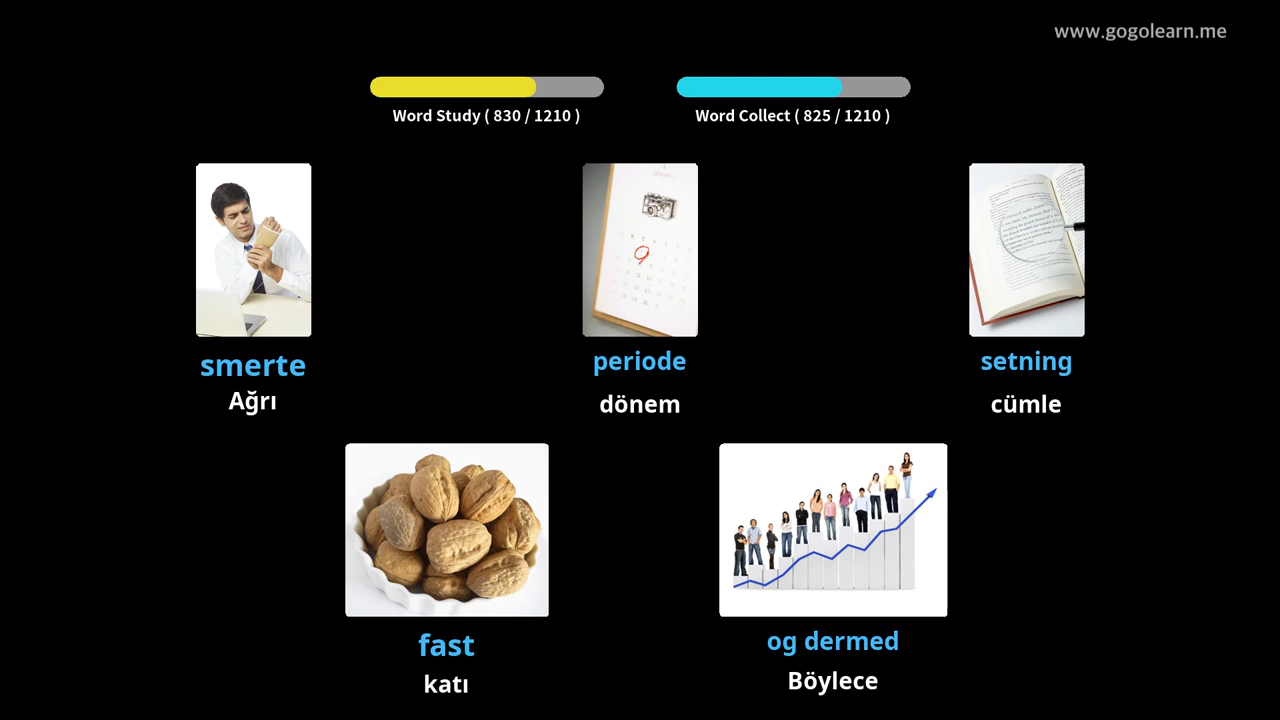 www.gogolearn.me
Word Study ( 830 / 1210 )
Word Collect ( 825 / 1210 )
smerte
Ağrı
periode
dönem
setning
cümle
fast
katı
og dermed
Böylece